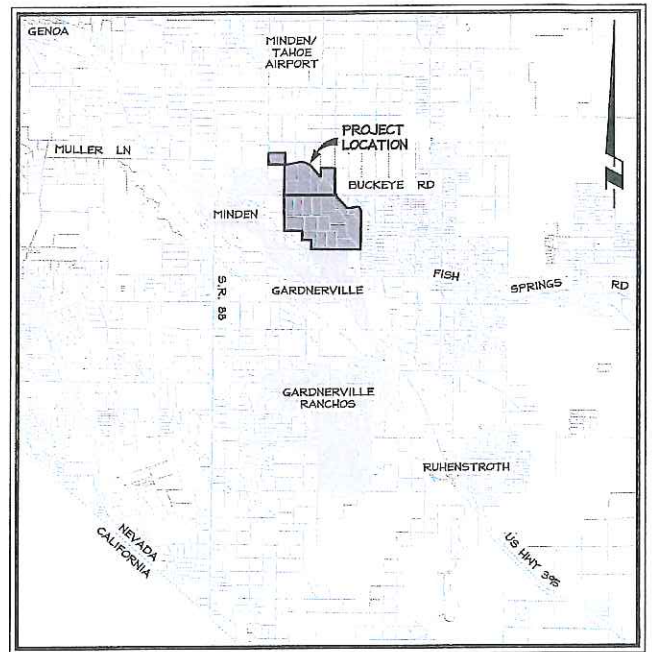 GENOA
MINDEN/
TAHOE
AIRPORT
PROJECT
LOCATION
MULLER LN
BUCKEYE RD
MINDEN
S.R. 88
GARDNERVILLE
FISH SPRINGS RD
GARDNERVILLE
RANCHOS
RUHENSTROTH
NEVADA
CALIFORNIA
US HWY 395